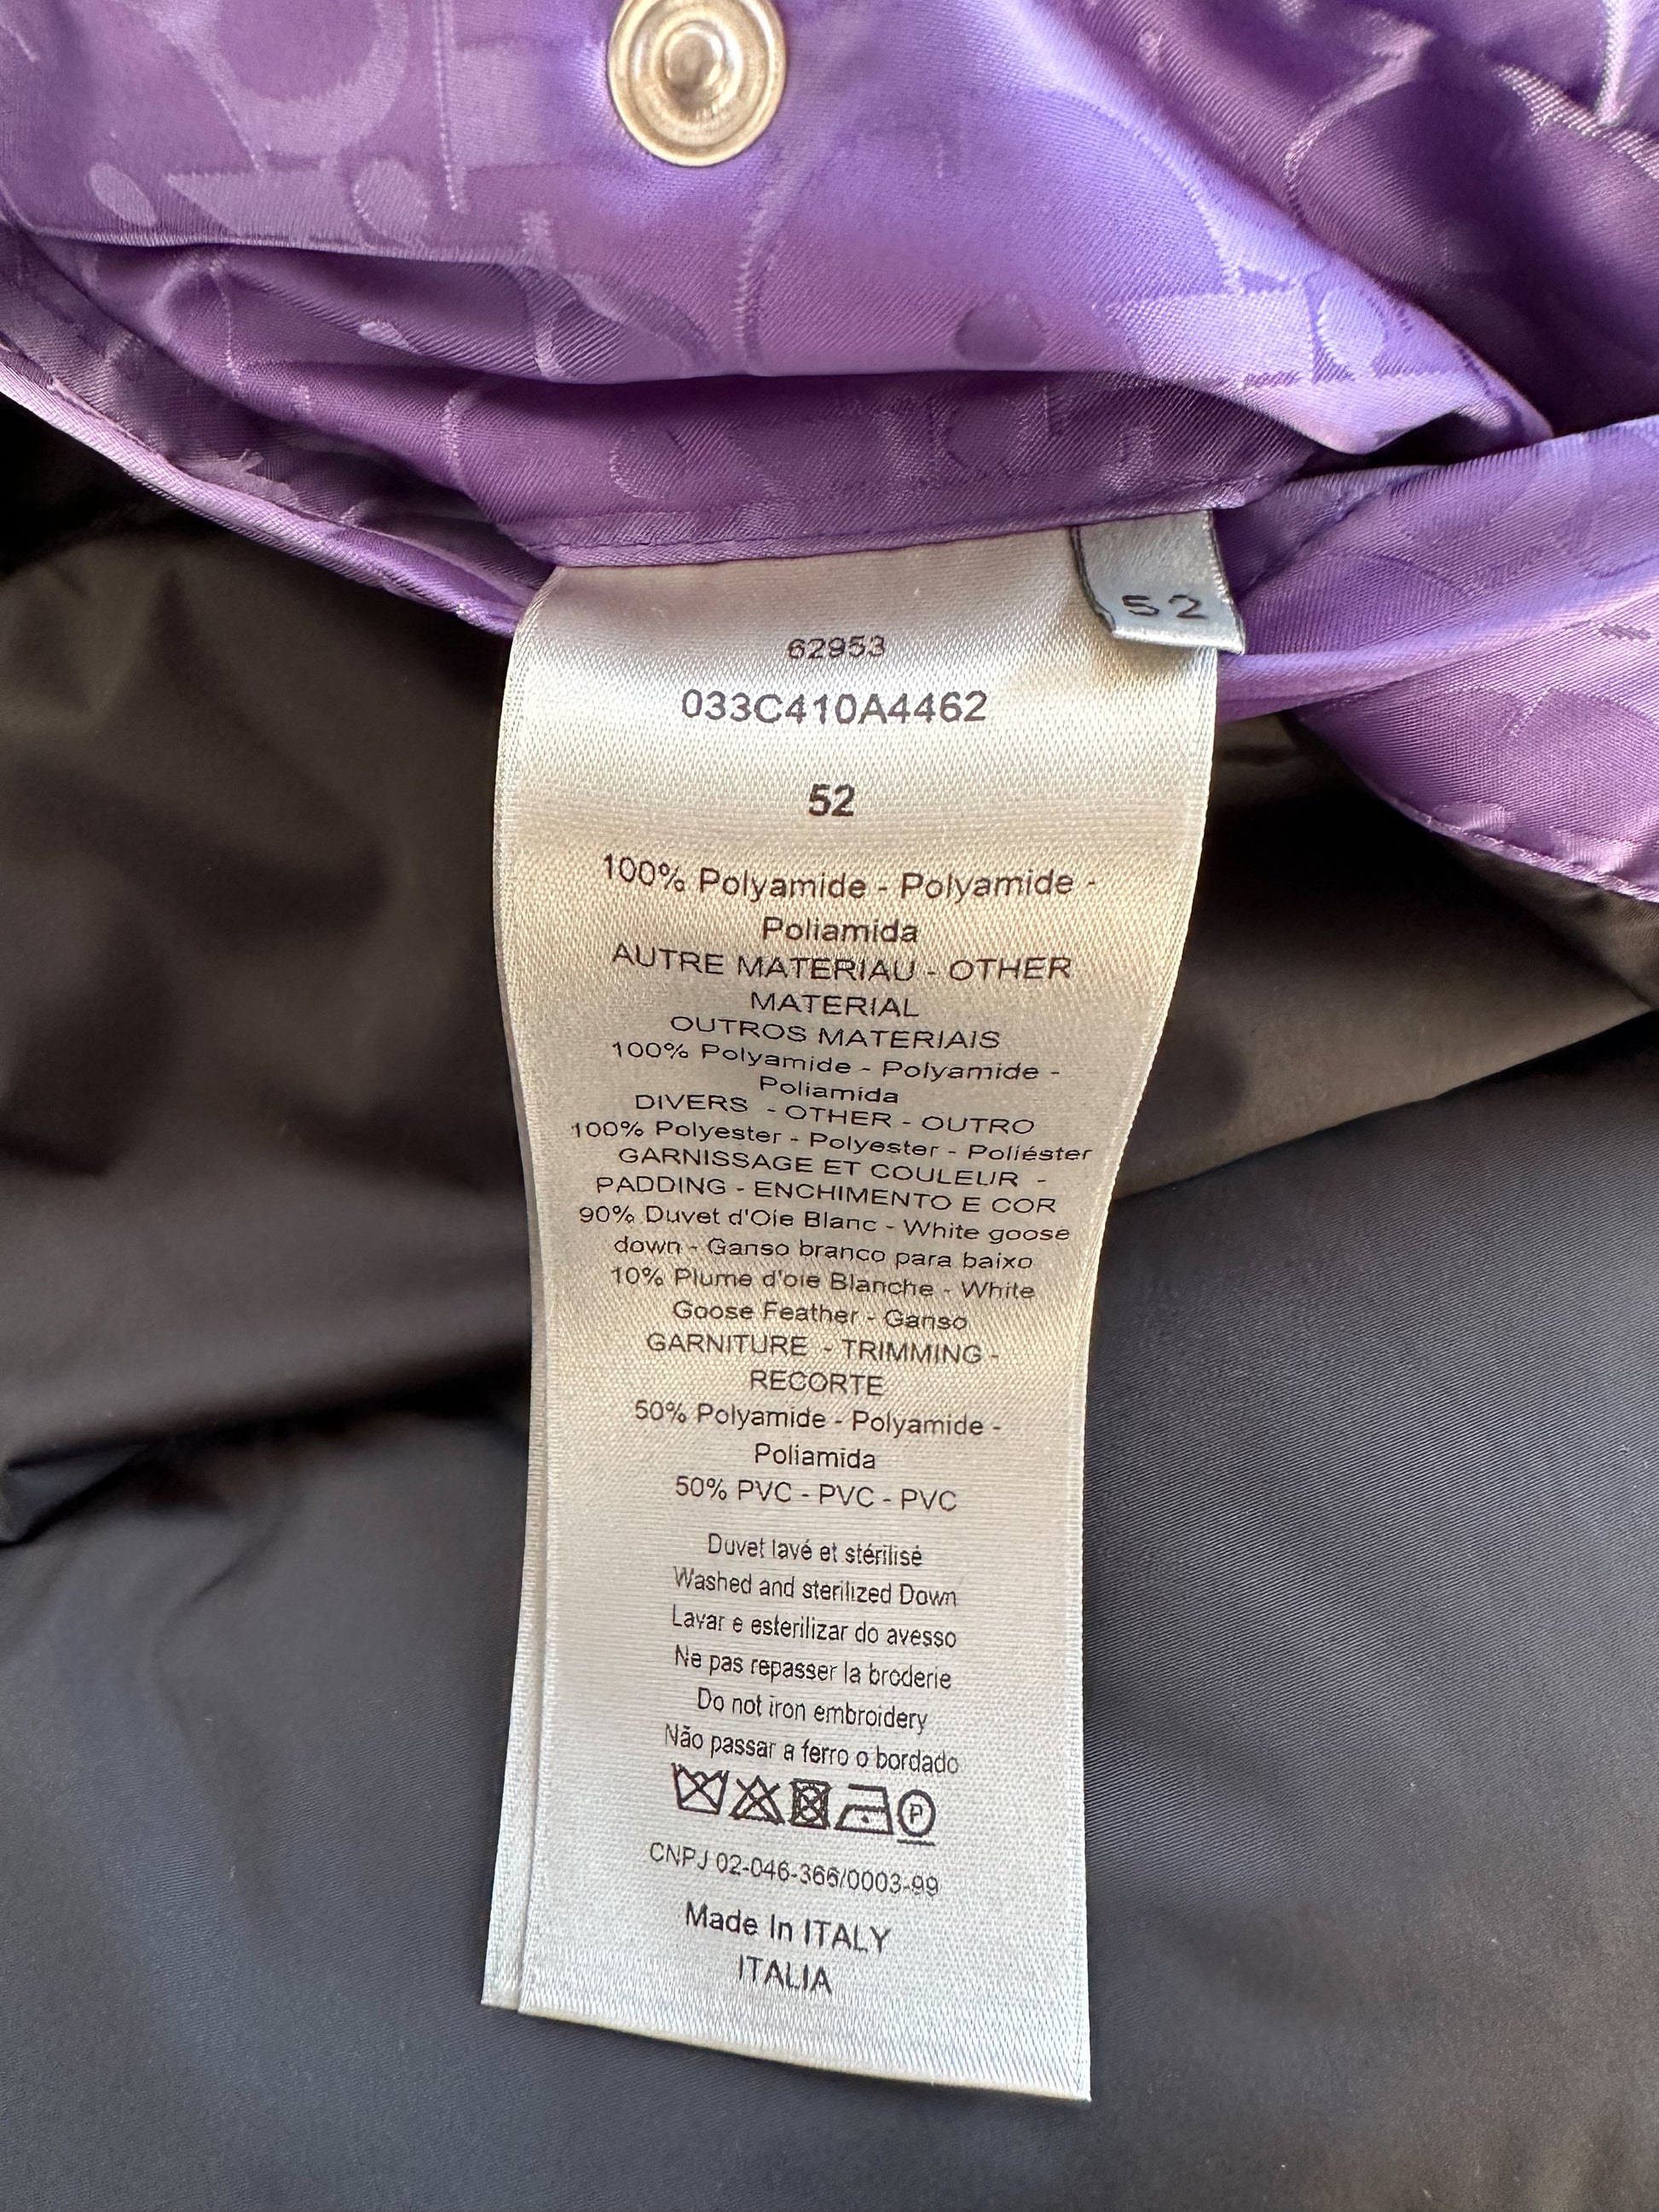 52
62953
033C410A4462
52
100% Polyamide - Polyamide -
Poliamida
AUTRE MATERIAU - OTHER
MATERIAL
OUTROS MATERIAIS
100% Polyamide - Polyamide -
Poliamida
DIVERS - OTHER - OUTRO
100% Polyester - Polyester - Poliéster
GARNISSAGE ET COULEUR -
PADDING - ENCHIMENTO E COR
90% Duvet d'Oie Blanc - White goose
down - Ganso branco para baixo
10% Plume d'oie Blanche - White
Goose Feather - Ganso
GARNITURE - TRIMMING -
RECORTE
50% Polyamide - Polyamide -
Poliamida
50% PVC - PVC - PVC
Duvet lavé et stérilisé
Washed and sterilized Down
Lavar e esterilizar do avesso
Ne pas repasser la broderie
Do not iron embroidery
Não passar a ferro o bordado
P
CNPJ 02-046-366/0003-99
Made In ITALY
ITALIA